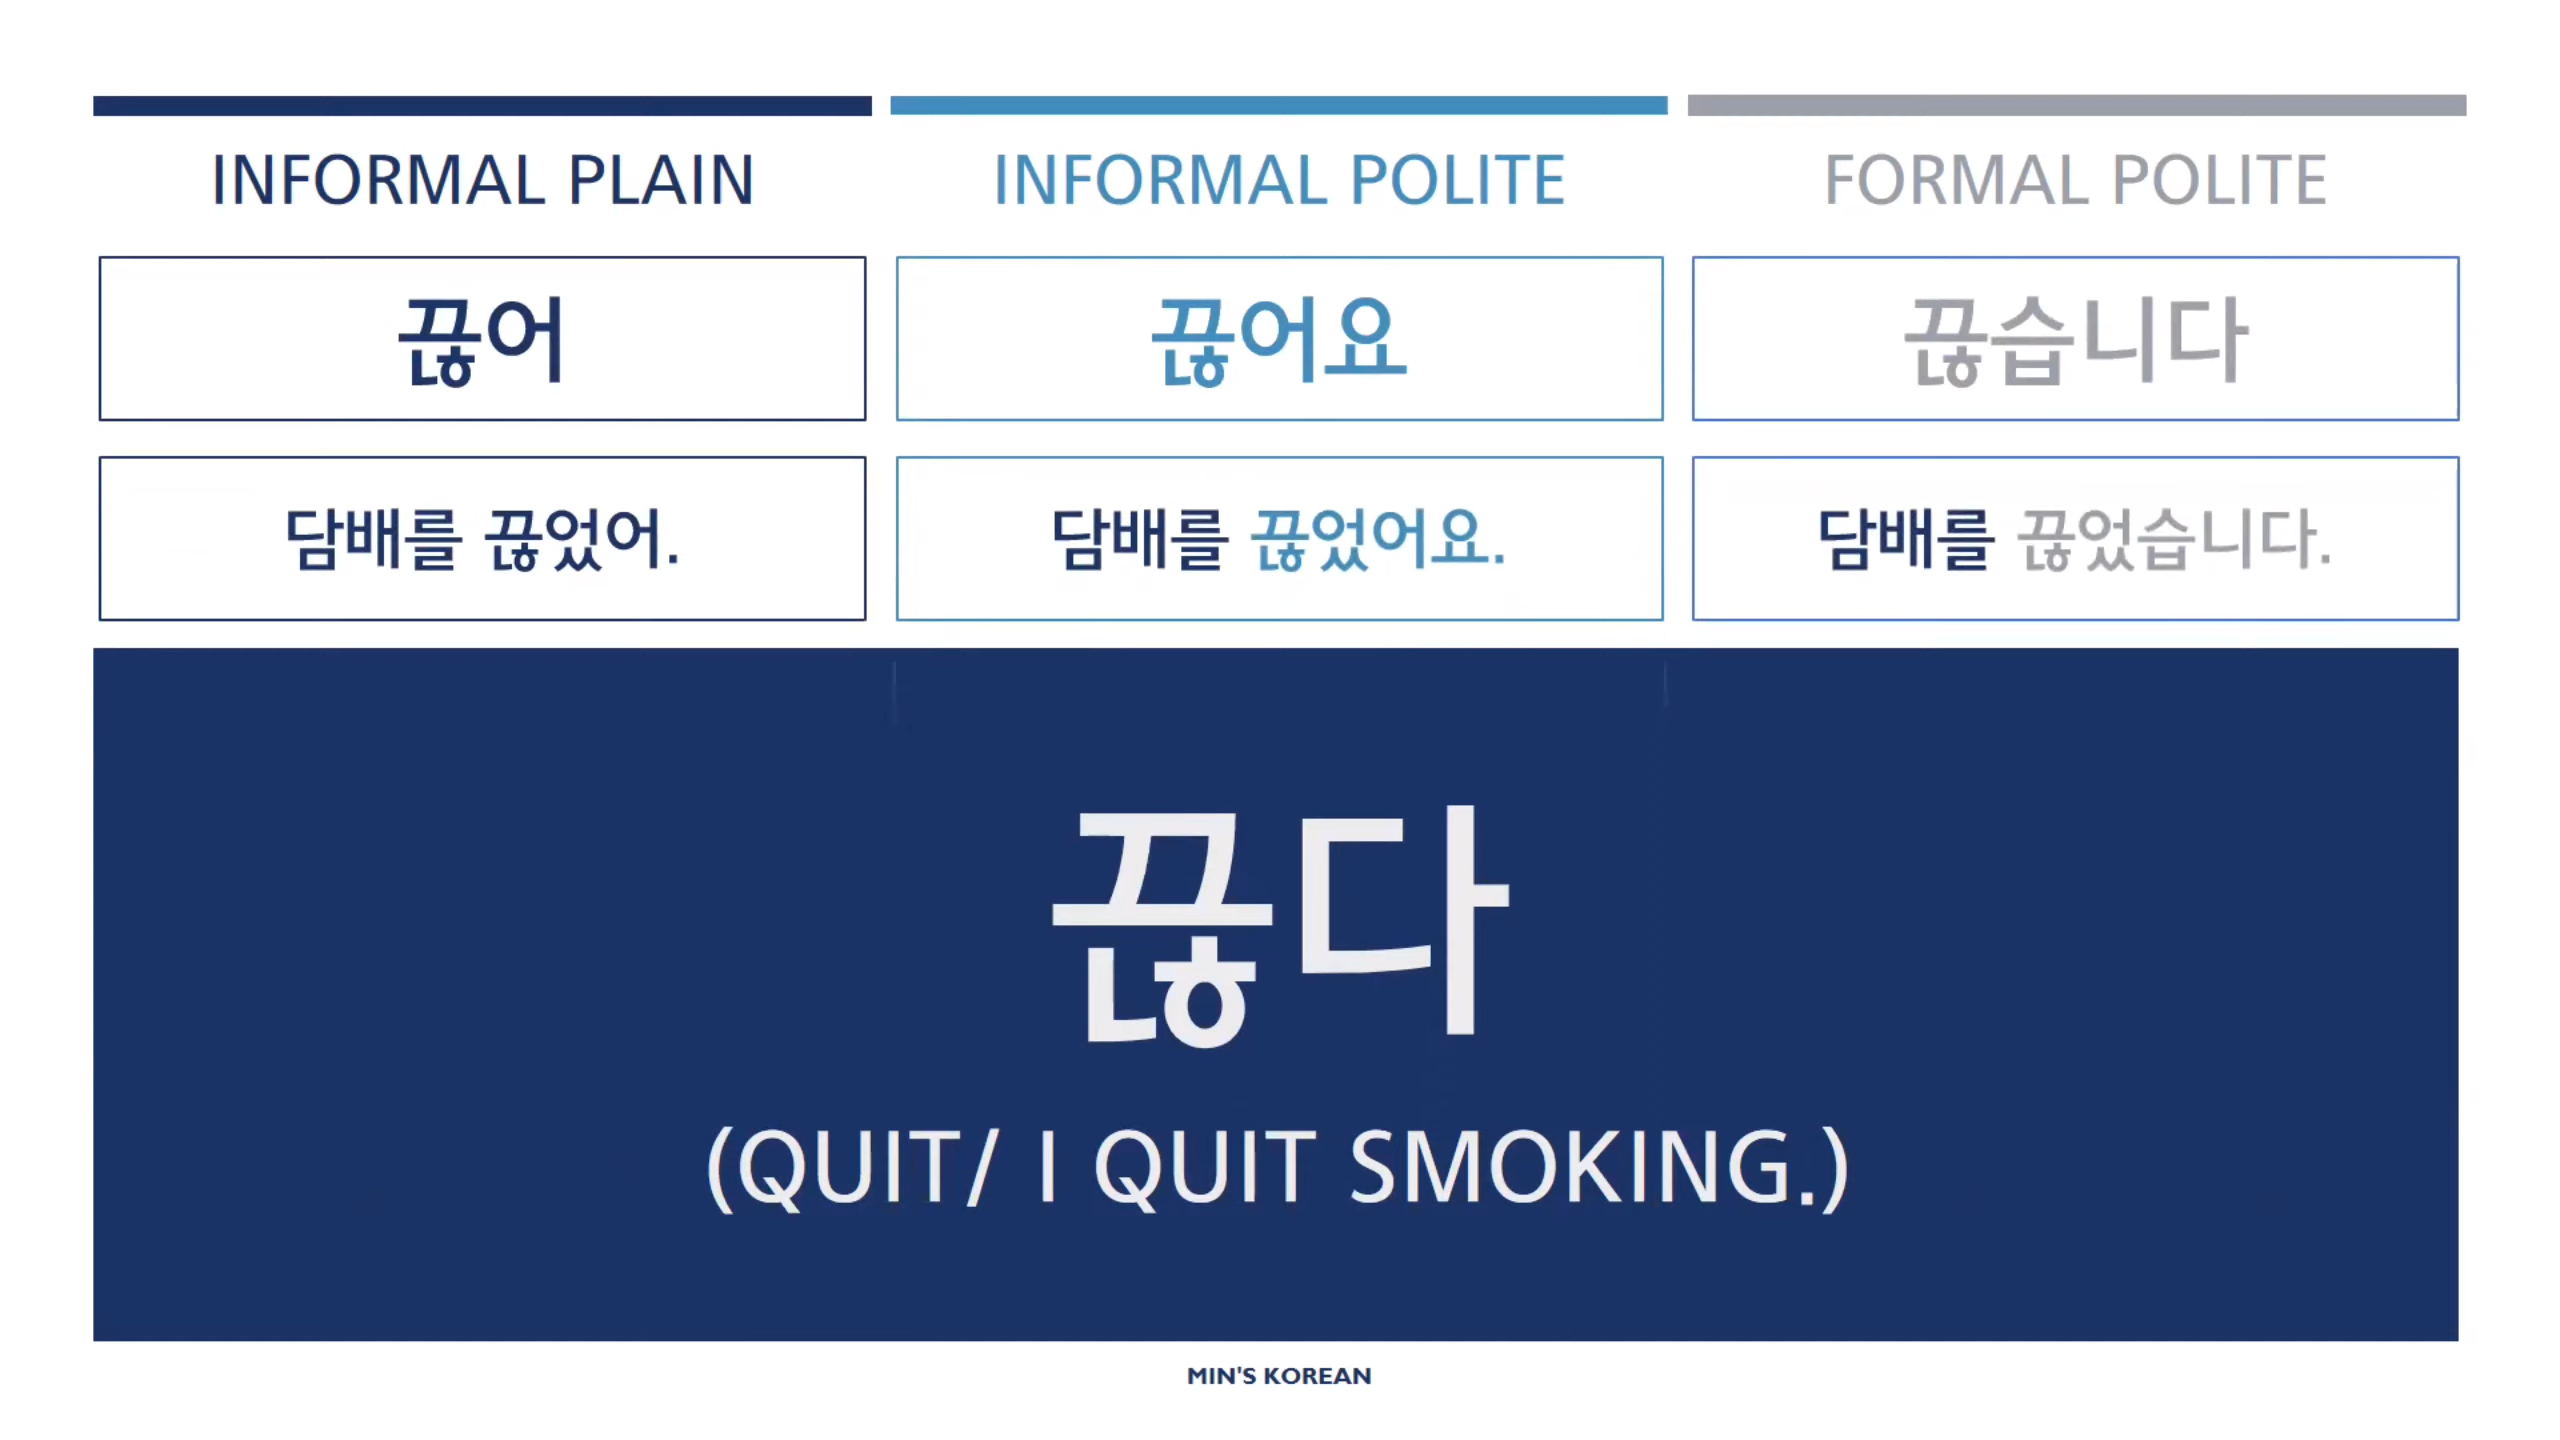 INFORMAL PLAIN
INFORMAL POLITE
FORMAL POLITE
끊어
끊어요
끊습니다
담배를 끊었어.
담배를 끊었어요.
담배를 끊었습니다.
끊다
(QUIT/ I QUIT SMOKING.)
MIN'S KOREAN